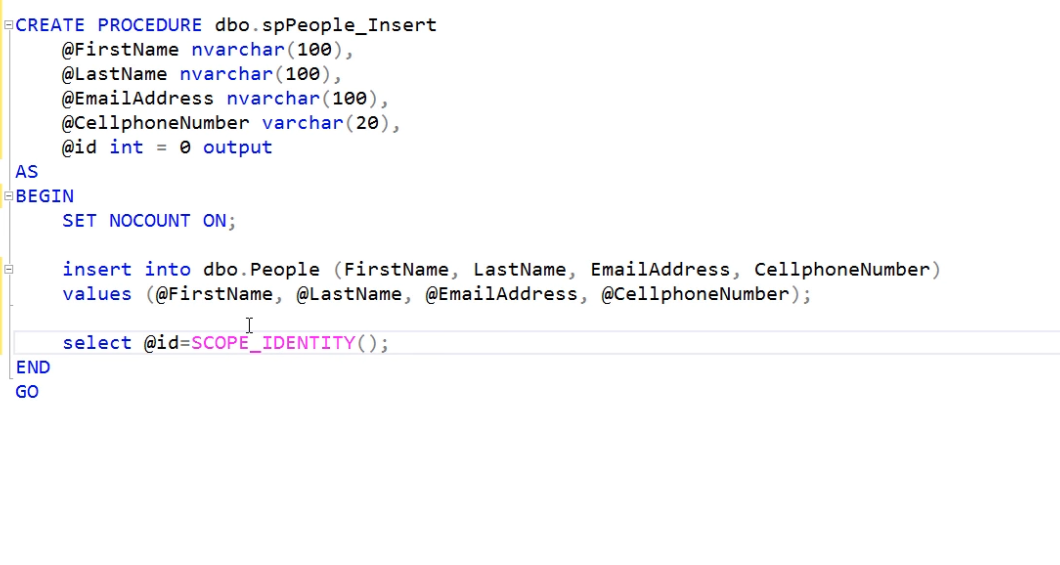 CREATE PROCEDURE dbo.spPeople_Insert
    @FirstName nvarchar(100),
    @LastName nvarchar(100),
    @EmailAddress nvarchar(100),
    @CellphoneNumber varchar(20),
    @id int = 0 output
AS
BEGIN
    SET NOCOUNT ON;
    insert into dbo.People (FirstName, LastName, EmailAddress, CellphoneNumber)
    values (@FirstName, @LastName, @EmailAddress, @CellphoneNumber);
    select @id=SCOPE_IDENTITY();
END
GO